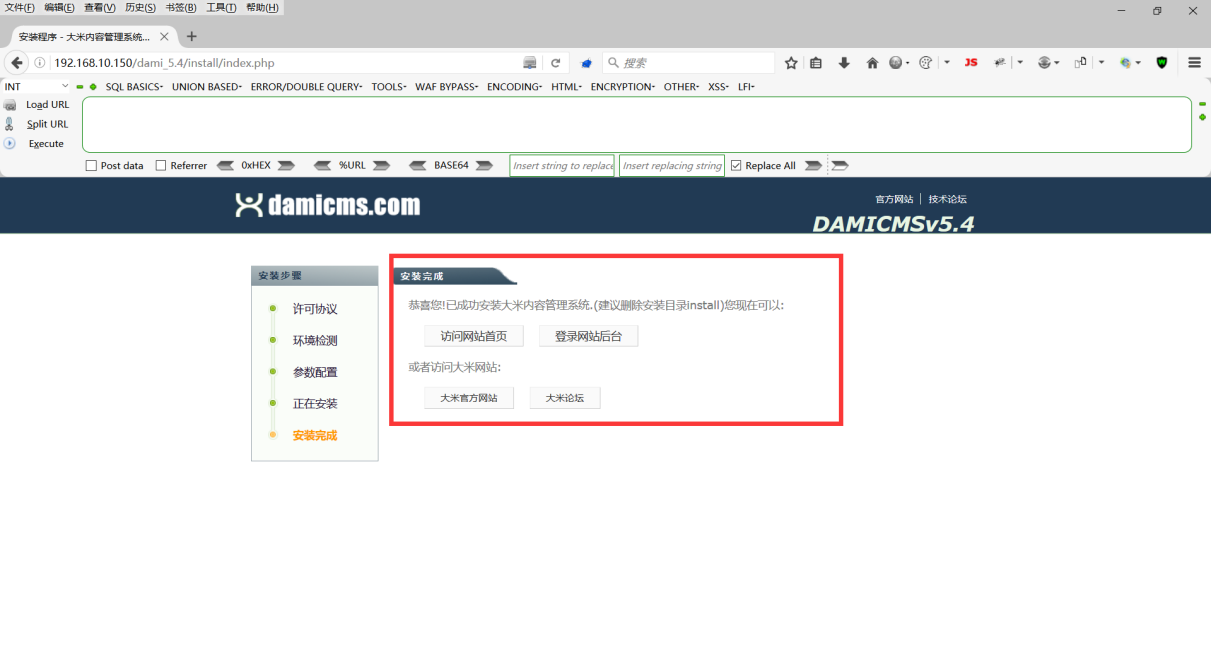 文件(F) 编辑(E) 查看(V) 历史(S) 书签(B) 工具(T) 帮助(H)
安装程序 - 大米内容管理系统...
192.168.10.150/dami_5.4/install/index.php
搜索
JS
INT
SQL BASICS UNION BASED ERROR/DOUBLE QUERY TOOLS WAF BYPASS ENCODING HTML ENCRYPTION OTHER XSS LFI
Load URL
Split URL
Execute
Post data Referrer 0xHEX %URL BASE64 Insert string to replace Insert replacing string Replace All
damicms.com
官方网站 | 技术论坛
DAMICMSv5.4
安装步骤
许可协议
环境检测
参数配置
正在安装
安装完成
安装完成
恭喜您!已成功安装大米内容管理系统.(建议删除安装目录install)您现在可以:
访问网站首页 登录网站后台
或者访问大米网站:
大米官方网站 大米论坛